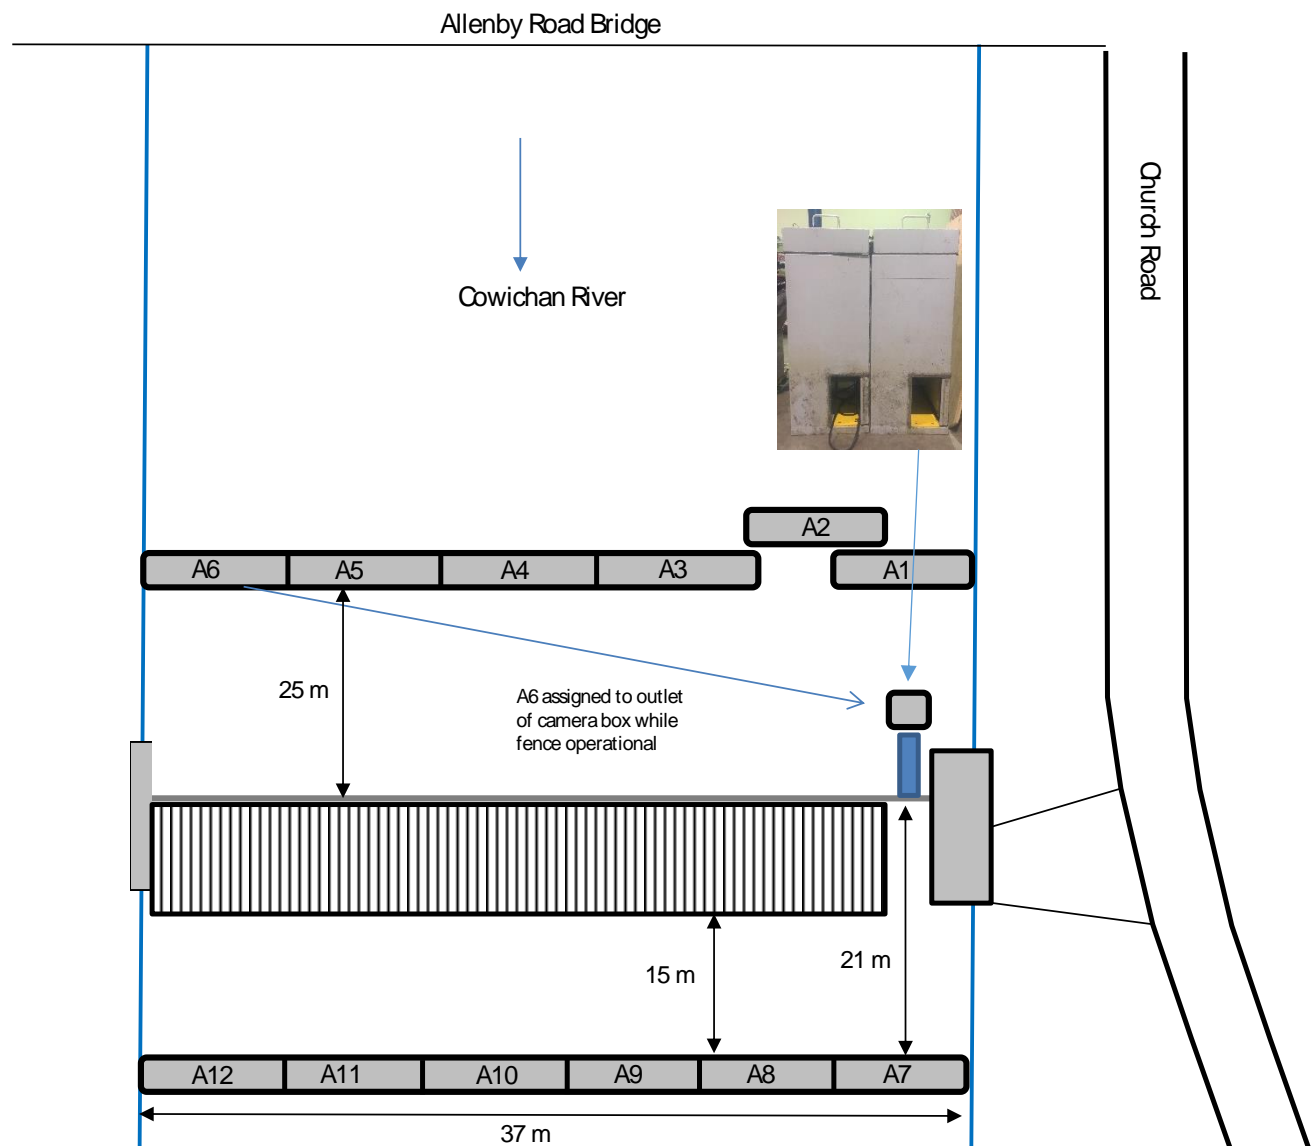 Allenby Road Bridge
Church Road
Cowichan River
A2
A6
A5
A4
A3
A1
25 m
A6 assigned to outlet
of camera box while
fence operational
15 m
21 m
A12
A11
A10
A9
A8
A7
37 m